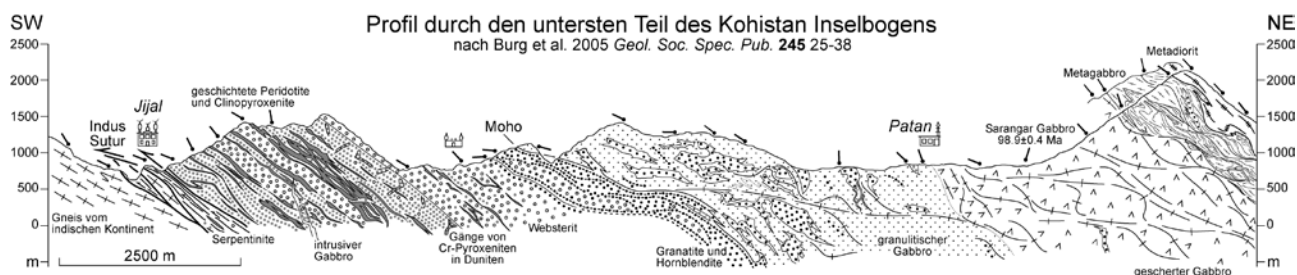 SW
Profil durch den untersten Teil des Kohistan Inselbogens
NE
nach Burg et al. 2005 Geol. Soc. Spec. Pub. 245 25-38
2500
2000
1500
1000
500
0
m
2500
2000
1500
1000
500
0
m
Jijal
Indus
Sutur
geschichtete Peridotite
und Clinopyroxenite
Moho
Patan
Sarangar Gabbro
98.9±0.4 Ma
Metagabbro
Metadiorit
Gneis vom
indischen Kontinent
Serpentinite
intrusiver
Gabbro
Gänge von
Cr-Pyroxeniten
in Duniten
Websterit
Granatite und
Hornblendite
granulitischer
Gabbro
gescherter Gabbro
2500 m